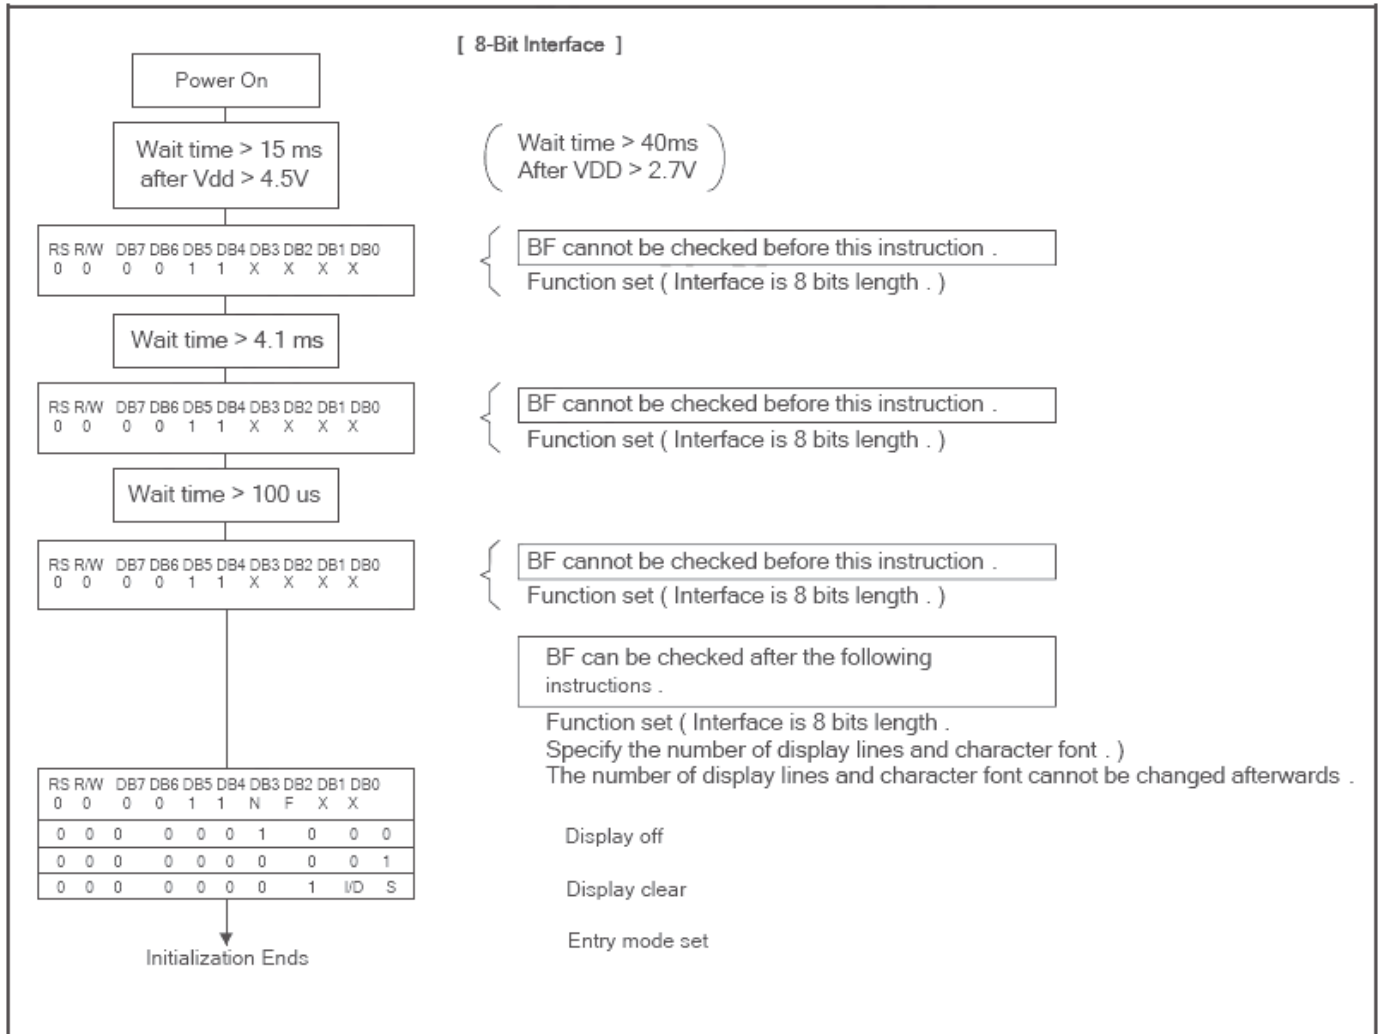 [ 8-Bit Interface ]
Power On
Wait time > 15 ms
after Vdd > 4.5V
Wait time > 40ms
After VDD > 2.7V
RS R/W DB7 DB6 DB5 DB4 DB3 DB2 DB1 DB0
0 0 0 0 1 1 X X X X
BF cannot be checked before this instruction .
Function set ( Interface is 8 bits length . )
Wait time > 4.1 ms
RS R/W DB7 DB6 DB5 DB4 DB3 DB2 DB1 DB0
0 0 0 0 1 1 X X X X
BF cannot be checked before this instruction .
Function set ( Interface is 8 bits length . )
Wait time > 100 us
RS R/W DB7 DB6 DB5 DB4 DB3 DB2 DB1 DB0
0 0 0 0 1 1 X X X X
BF cannot be checked before this instruction .
Function set ( Interface is 8 bits length . )
BF can be checked after the following
instructions .
Function set ( Interface is 8 bits length .
Specify the number of display lines and character font . )
The number of display lines and character font cannot be changed afterwards .
RS R/W DB7 DB6 DB5 DB4 DB3 DB2 DB1 DB0
0 0 0 0 1 1 N F X X
0 0 0 0 0 0 1 0 0 0
Display off
0 0 0 0 0 0 0 0 0 1
Display clear
0 0 0 0 0 0 0 1 I/D S
Entry mode set
Initialization Ends